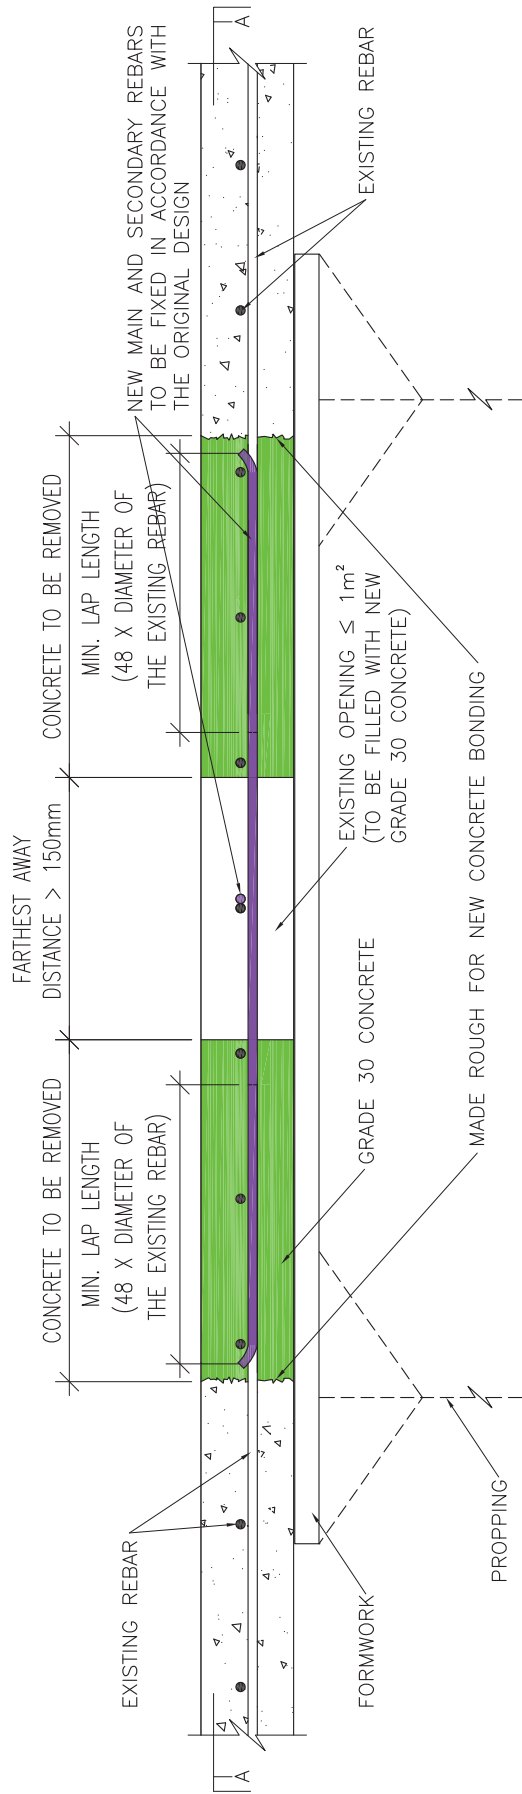 FARTHEST AWAY
DISTANCE > 150mm
CONCRETE TO BE REMOVED
MIN. LAP LENGTH
(48 X DIAMETER OF
THE EXISTING REBAR)
CONCRETE TO BE REMOVED
MIN. LAP LENGTH
(48 X DIAMETER OF
THE EXISTING REBAR)
NEW MAIN AND SECONDARY REBARS
TO BE FIXED IN ACCORDANCE WITH
THE ORIGINAL DESIGN
EXISTING REBAR
A
A
EXISTING REBAR
FORMWORK
PROPPING
GRADE 30 CONCRETE
EXISTING OPENING ≤ 1m²
(TO BE FILLED WITH NEW
GRADE 30 CONCRETE)
MADE ROUGH FOR NEW CONCRETE BONDING